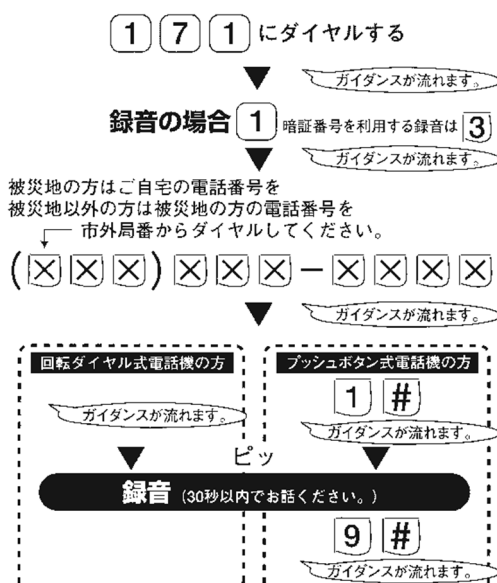 171にダイヤルする
ガイダンスが流れます。
録音の場合1 暗証番号を利用する録音は3
ガイダンスが流れます。
被災地の方はご自宅の電話番号を
被災地以外の方は被災地の方の電話番号を
市外局番からダイヤルしてください。
(×××)×××-××××
ガイダンスが流れます。
回転ダイヤル式電話機の方
プッシュボタン式電話機の方
1#
ガイダンスが流れます。
ガイダンスが流れます。
ピッ
録音(30秒以内でお話ください。)
9#
ガイダンスが流れます。